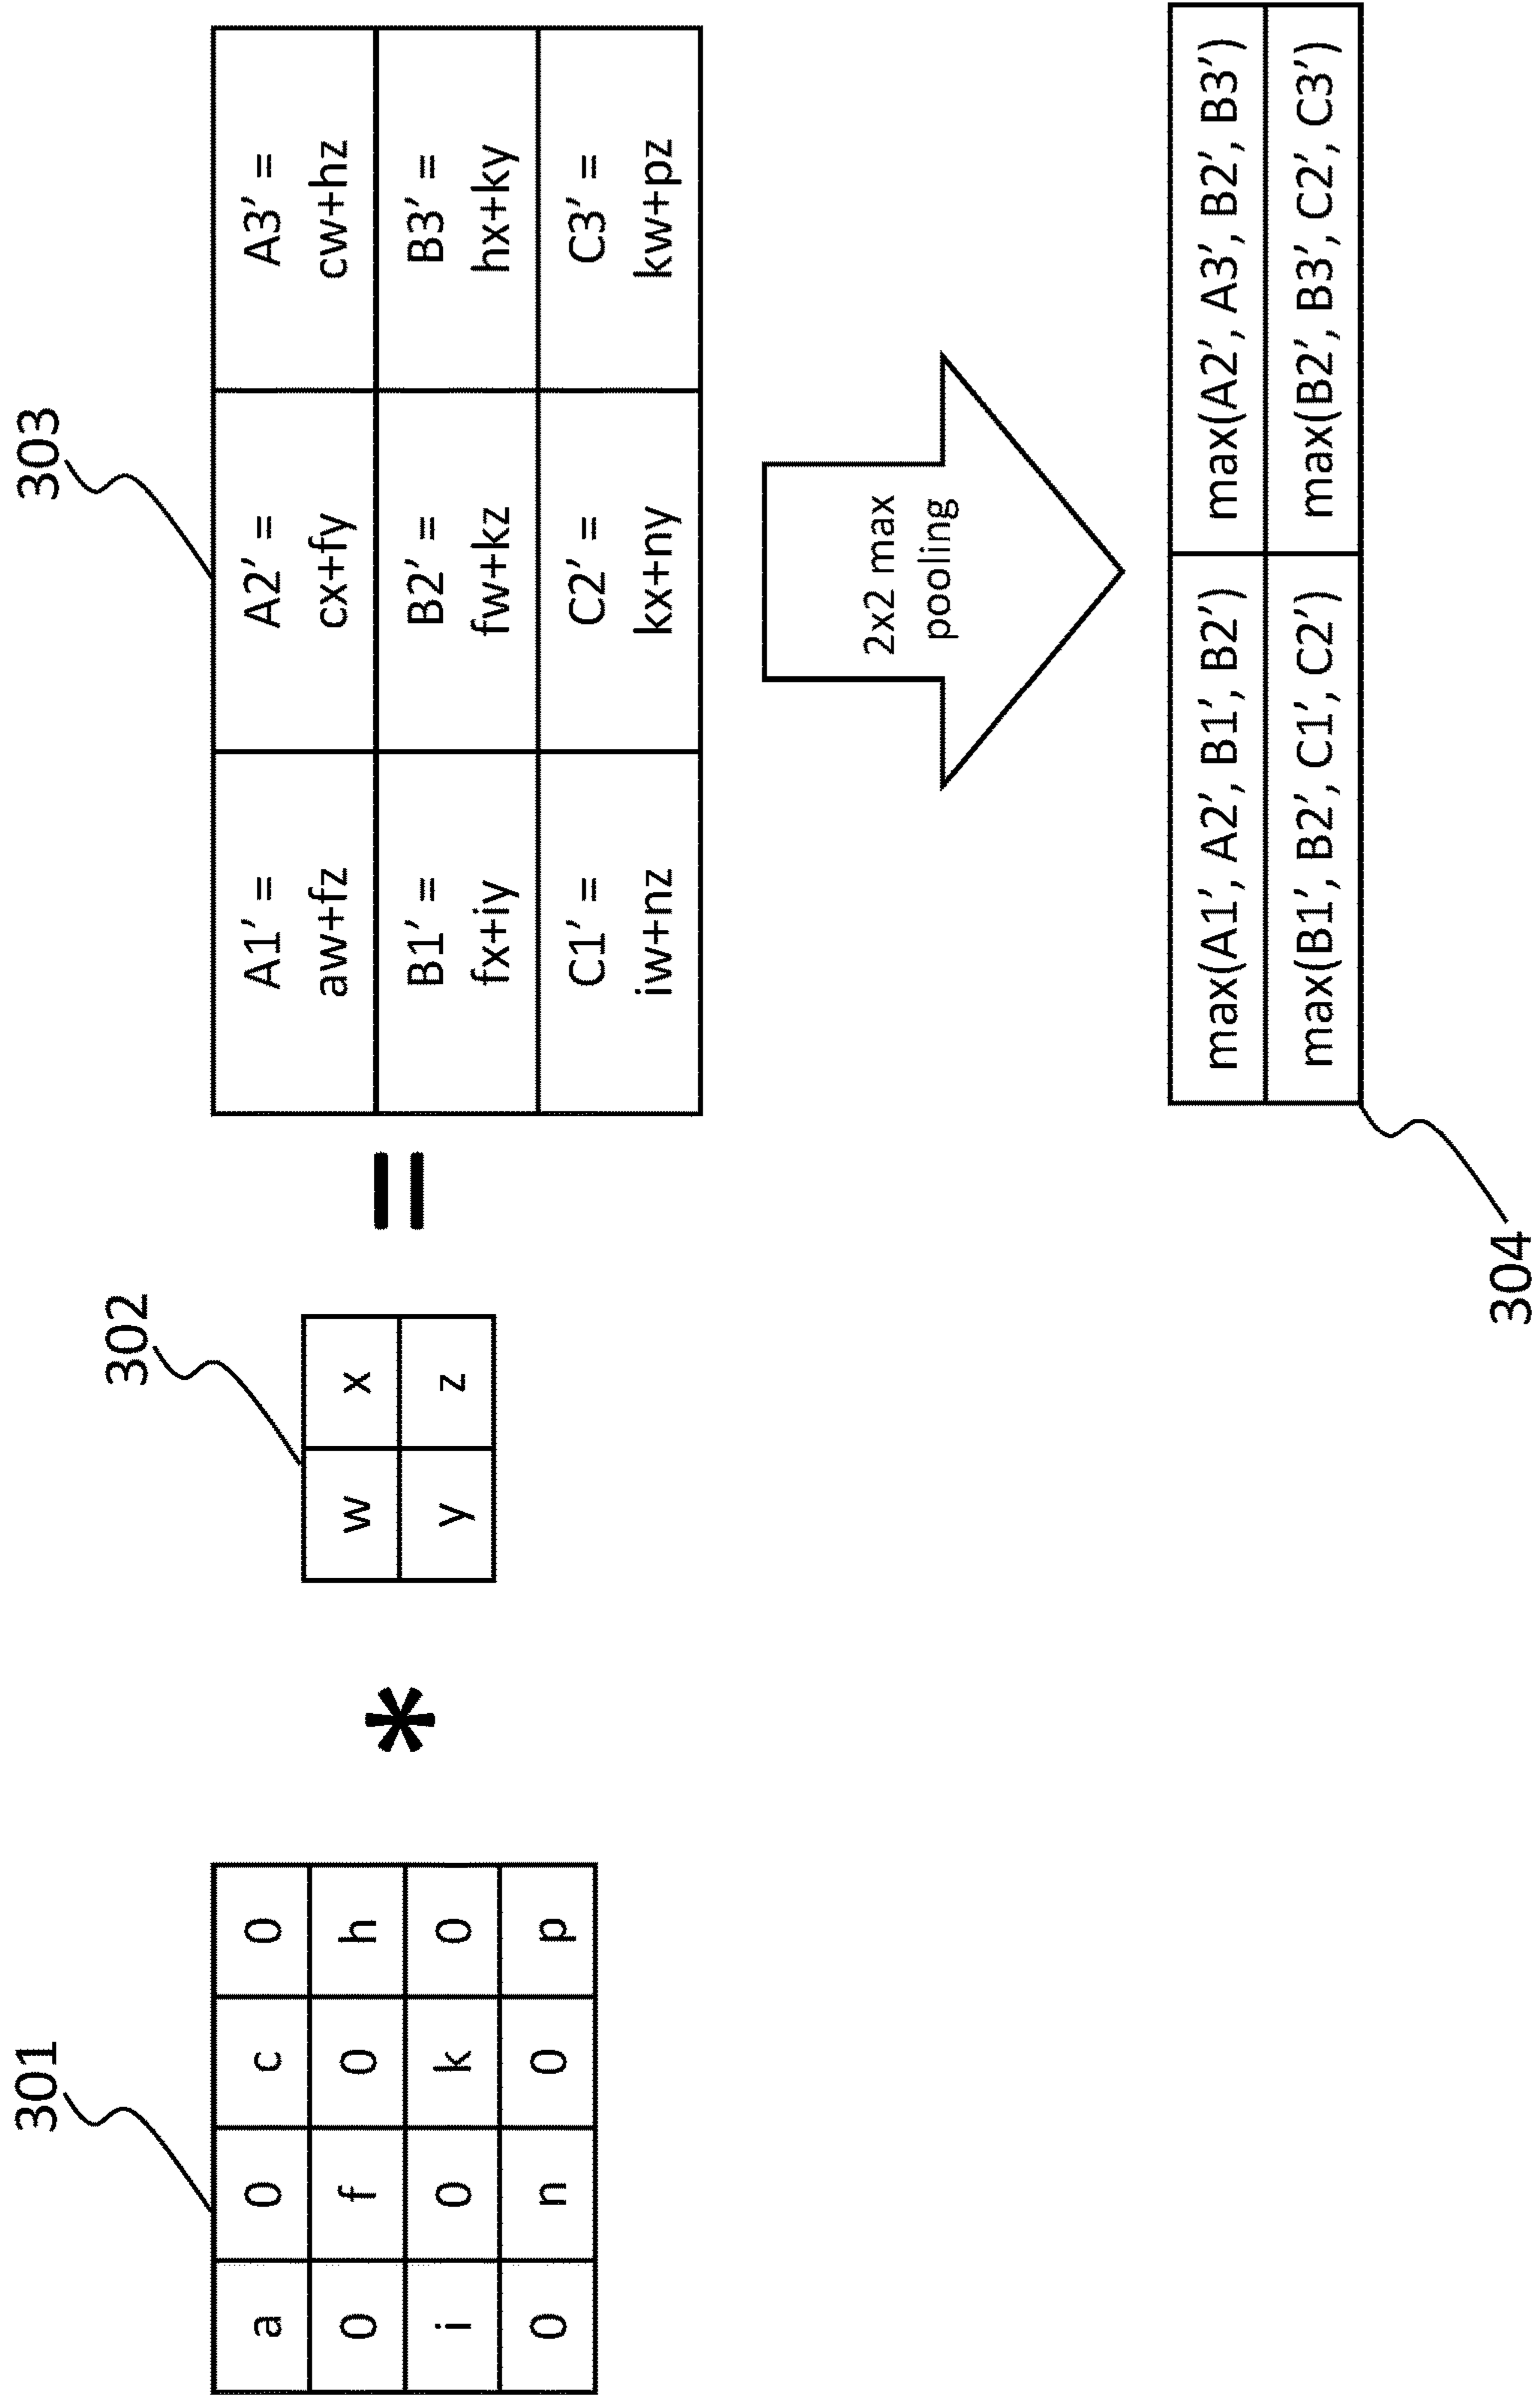 301
a 0 c 0
0 f 0 h
i 0 k 0
0 n 0 p
*
302
w x
y z
=
303
A1' = aw+fz
A2' = cx+fy
A3' = cw+hz
B1' = fx+iy
B2' = fw+kz
B3' = hx+ky
C1' = iw+nz
C2' = kx+ny
C3' = kw+pz
2x2 max
pooling
max(A1', A2', B1', B2') max(A2', A3', B2', B3')
max(B1', B2', C1', C2') max(B2', B3', C2', C3')
304